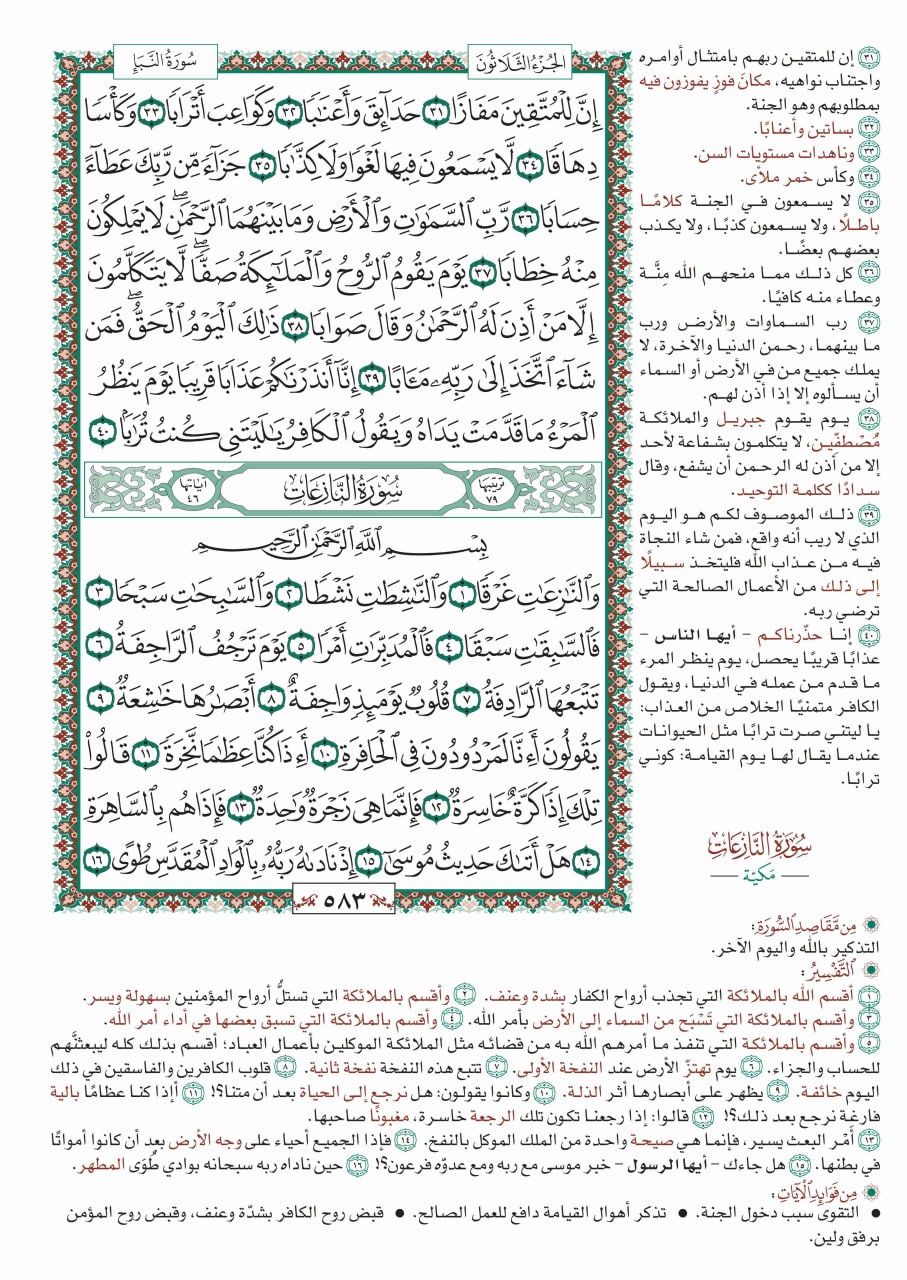 سُورَةُ النَّبَإِ
الجُزْءُ الثَّلَاثُونَ
إِنَّ لِلْمُتَّقِينَ مَفَازًا ٣١ حَدَآئِقَ وَأَعْنَٰبًا ٣٢ وَكَوَاعِبَ أَتْرَابًا ٣٣ وَكَأْسًا
دِهَاقًا ٣٤ لَّا يَسْمَعُونَ فِيهَا لَغْوًا وَلَا كِذَّٰبًا ٣٥ جَزَآءً مِّن رَّبِّكَ عَطَآءً
حِسَابًا ٣٦ رَّبِّ ٱلسَّمَٰوَٰتِ وَٱلْأَرْضِ وَمَا بَيْنَهُمَا ٱلرَّحْمَٰنِۖ لَا يَمْلِكُونَ
مِنْهُ خِطَابًا ٣٧ يَوْمَ يَقُومُ ٱلرُّوحُ وَٱلْمَلَٰٓئِكَةُ صَفًّاۖ لَّا يَتَكَلَّمُونَ
إِلَّا مَنْ أَذِنَ لَهُ ٱلرَّحْمَٰنُ وَقَالَ صَوَابًا ٣٨ ذَٰلِكَ ٱلْيَوْمُ ٱلْحَقُّۖ فَمَن
شَآءَ ٱتَّخَذَ إِلَىٰ رَبِّهِۦ مَـَٔابًا ٣٩ إِنَّآ أَنذَرْنَٰكُمْ عَذَابًا قَرِيبًا يَوْمَ يَنظُرُ
ٱلْمَرْءُ مَا قَدَّمَتْ يَدَاهُ وَيَقُولُ ٱلْكَافِرُ يَٰلَيْتَنِي كُنتُ تُرَٰبًۢا ٤٠
ترتيبها ٧٩ سُورَةُ النَّازِعَاتِ آياتها ٤٦
بِسْمِ ٱللَّهِ ٱلرَّحْمَٰنِ ٱلرَّحِيمِ
وَٱلنَّٰزِعَٰتِ غَرْقًا ١ وَٱلنَّٰشِطَٰتِ نَشْطًا ٢ وَٱلسَّٰبِحَٰتِ سَبْحًا ٣
فَٱلسَّٰبِقَٰتِ سَبْقًا ٤ فَٱلْمُدَبِّرَٰتِ أَمْرًا ٥ يَوْمَ تَرْجُفُ ٱلرَّاجِفَةُ ٦
تَتْبَعُهَا ٱلرَّادِفَةُ ٧ قُلُوبٌ يَوْمَئِذٍ وَاجِفَةٌ ٨ أَبْصَٰرُهَا خَٰشِعَةٌ ٩
يَقُولُونَ أَءِنَّا لَمَرْدُودُونَ فِي ٱلْحَافِرَةِ ١٠ أَءِذَا كُنَّا عِظَٰمًا نَّخِرَةً ١١ قَالُوا۟
تِلْكَ إِذًا كَرَّةٌ خَاسِرَةٌ ١٢ فَإِنَّمَا هِيَ زَجْرَةٌ وَٰحِدَةٌ ١٣ فَإِذَا هُم بِٱلسَّاهِرَةِ
١٤ هَلْ أَتَىٰكَ حَدِيثُ مُوسَىٰٓ ١٥ إِذْ نَادَىٰهُ رَبُّهُۥ بِٱلْوَادِ ٱلْمُقَدَّسِ طُوًى ١٦
٥٨٣
٣١ إن للمتقين ربهم بامتثال أوامره
واجتناب نواهيه، مكانَ فوزٍ يفوزون فيه
بمطلوبهم وهو الجنة.
٣٢ بساتين وأعنابًا.
٣٣ وناهدات مستويات السن.
٣٤ وكأس خمر ملأى.
٣٥ لا يسمعون في الجنة كلامًا
باطلًا، ولا يسمعون كذبًا، ولا يكذب
بعضهم بعضًا.
٣٦ كل ذلك مما منحهم الله مِنَّة
وعطاء منه كافيًا.
٣٧ رب السماوات والأرض ورب
ما بينهما، رحمن الدنيا والآخرة، لا
يملك جميع من في الأرض أو السماء
أن يسألوه إلا إذا أذن لهم.
٣٨ يوم يقوم جبريل والملائكة
مُصْطفِّين، لا يتكلمون بشفاعة لأحد
إلا من أذن له الرحمن أن يشفع، وقال
سدادًا ككلمة التوحيد.
٣٩ ذلك الموصوف لكم هو اليوم
الذي لا ريب أنه واقع، فمن شاء النجاة
فيه من عذاب الله فليتخذ سبيلًا
إلى ذلك من الأعمال الصالحة التي
ترضي ربه.
٤٠ إنا حذّرناكم – أيها الناس –
عذابًا قريبًا يحصل، يوم ينظر المرء
ما قدم من عمله في الدنيا، ويقول
الكافر متمنيًا الخلاص من العذاب:
يا ليتني صرت ترابًا مثل الحيوانات
عندما يقال لها يوم القيامة: كوني
ترابًا.
سُورَةُ النَّازِعَاتِ
— مَكيّة —
مِن مَّقَاصِدِ السُّورَةِ:
التذكير بالله واليوم الآخر.
التَّفْسِيرُ:
١ أقسم الله بالملائكة التي تجذب أرواح الكفار بشدة وعنف. ٢ وأقسم بالملائكة التي تستلُّ أرواح المؤمنين بسهولة ويسر.
٣ وأقسم بالملائكة التي تَسْبَح من السماء إلى الأرض بأمر الله. ٤ وأقسم بالملائكة التي تسبق بعضها في أداء أمر الله.
٥ وأقسم بالملائكة التي تنفذ ما أمرهم الله به من قضائه مثل الملائكة الموكلين بأعمال العباد؛ أقسم بذلك كله ليبعثنَّهم
للحساب والجزاء. ٦ يوم تهتزّ الأرض عند النفخة الأولى. ٧ تتبع هذه النفخة نفخة ثانية. ٨ قلوب الكافرين والفاسقين في ذلك
اليوم خائفة. ٩ يظهر على أبصارها أثر الذلة. ١٠ وكانوا يقولون: هل نرجع إلى الحياة بعد أن متنا؟! ١١ أإذا كنا عظامًا بالية
فارغة نرجع بعد ذلك؟! ١٢ قالوا: إذا رجعنا تكون تلك الرجعة خاسرة، مغبونًا صاحبها.
١٣ أَمْر البعث يسير، فإنما هي صيحة واحدة من الملك الموكل بالنفخ. ١٤ فإذا الجميع أحياء على وجه الأرض بعد أن كانوا أمواتًا
في بطنها. ١٥ هل جاءك – أيها الرسول – خبر موسى مع ربه ومع عدوّه فرعون؟! ١٦ حين ناداه ربه سبحانه بوادي طُوَى المطهر.
مِن فَوَائِدِ الْآيَاتِ:
● التقوى سبب دخول الجنة. ● تذكر أهوال القيامة دافع للعمل الصالح. ● قبض روح الكافر بشدّة وعنف، وقبض روح المؤمن
برفق ولين.